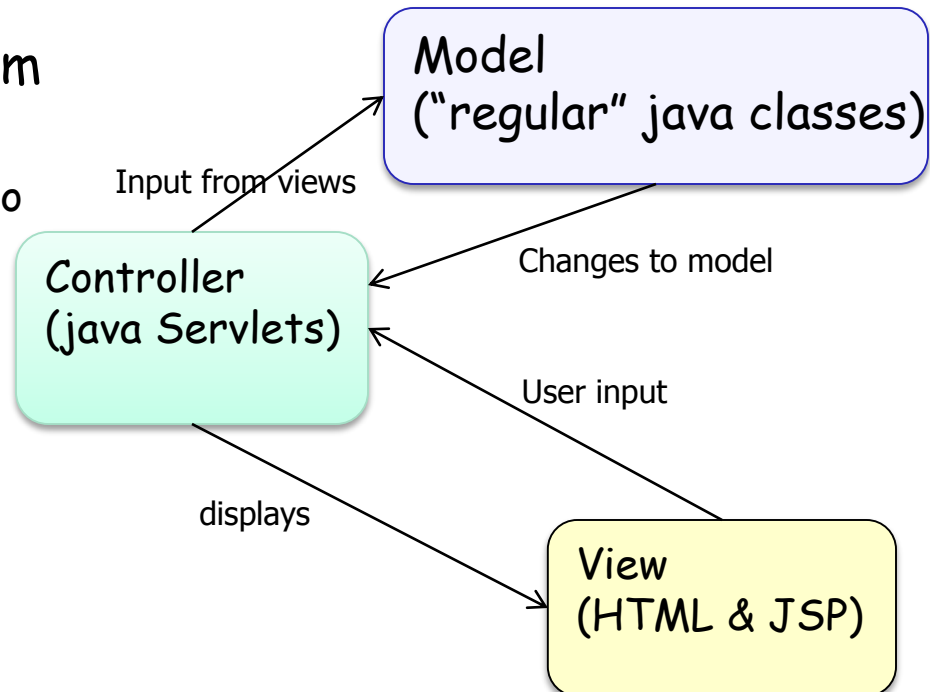 m
Model
(“regular” java classes)
Input from views
o
Controller
(java Servlets)
Changes to model
User input
displays
View
(HTML & JSP)